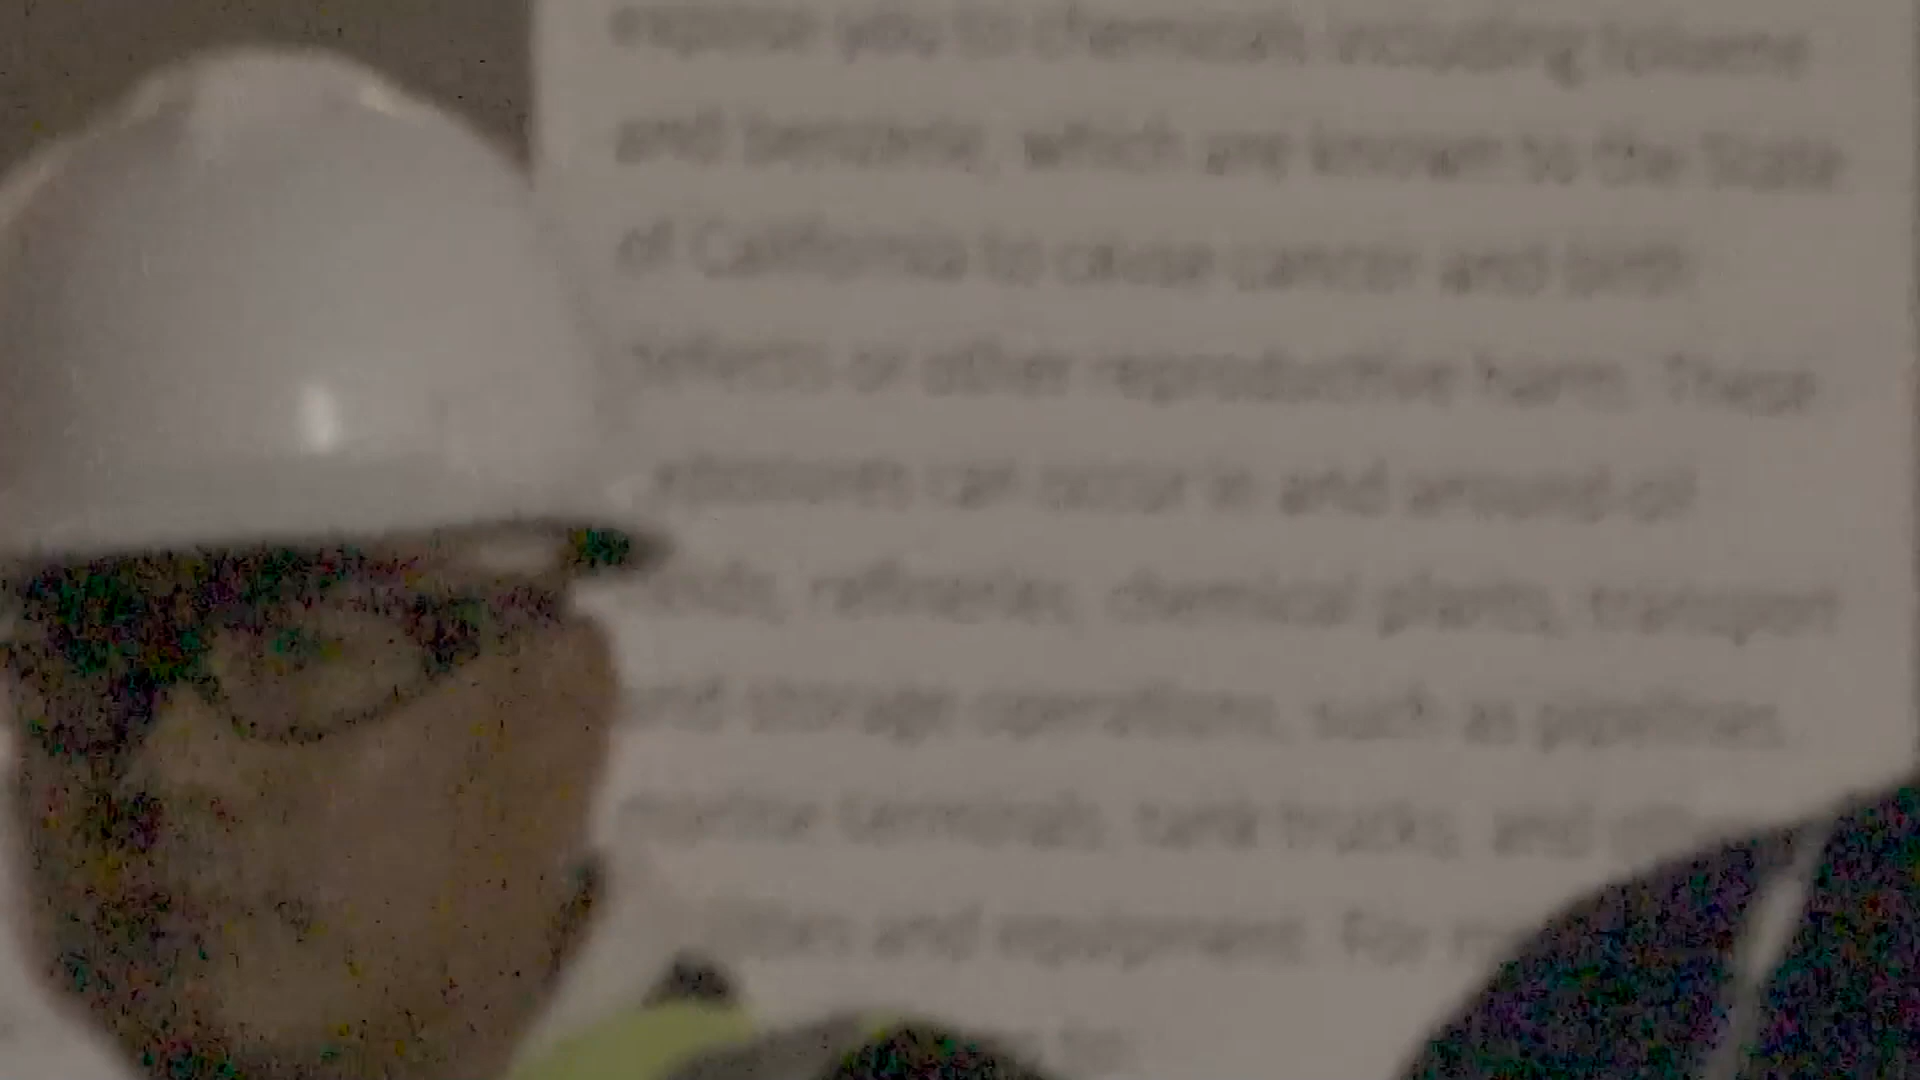 expose you to chemicals including toluene
and benzene, which are known to the State
of California to cause cancer and birth
defects or other reproductive harm. These
exposures can occur in and around oil
fields, refineries, chemical plants, transport
and storage operations, such as pipelines,
marine terminals, tank trucks, and
and equipment. For